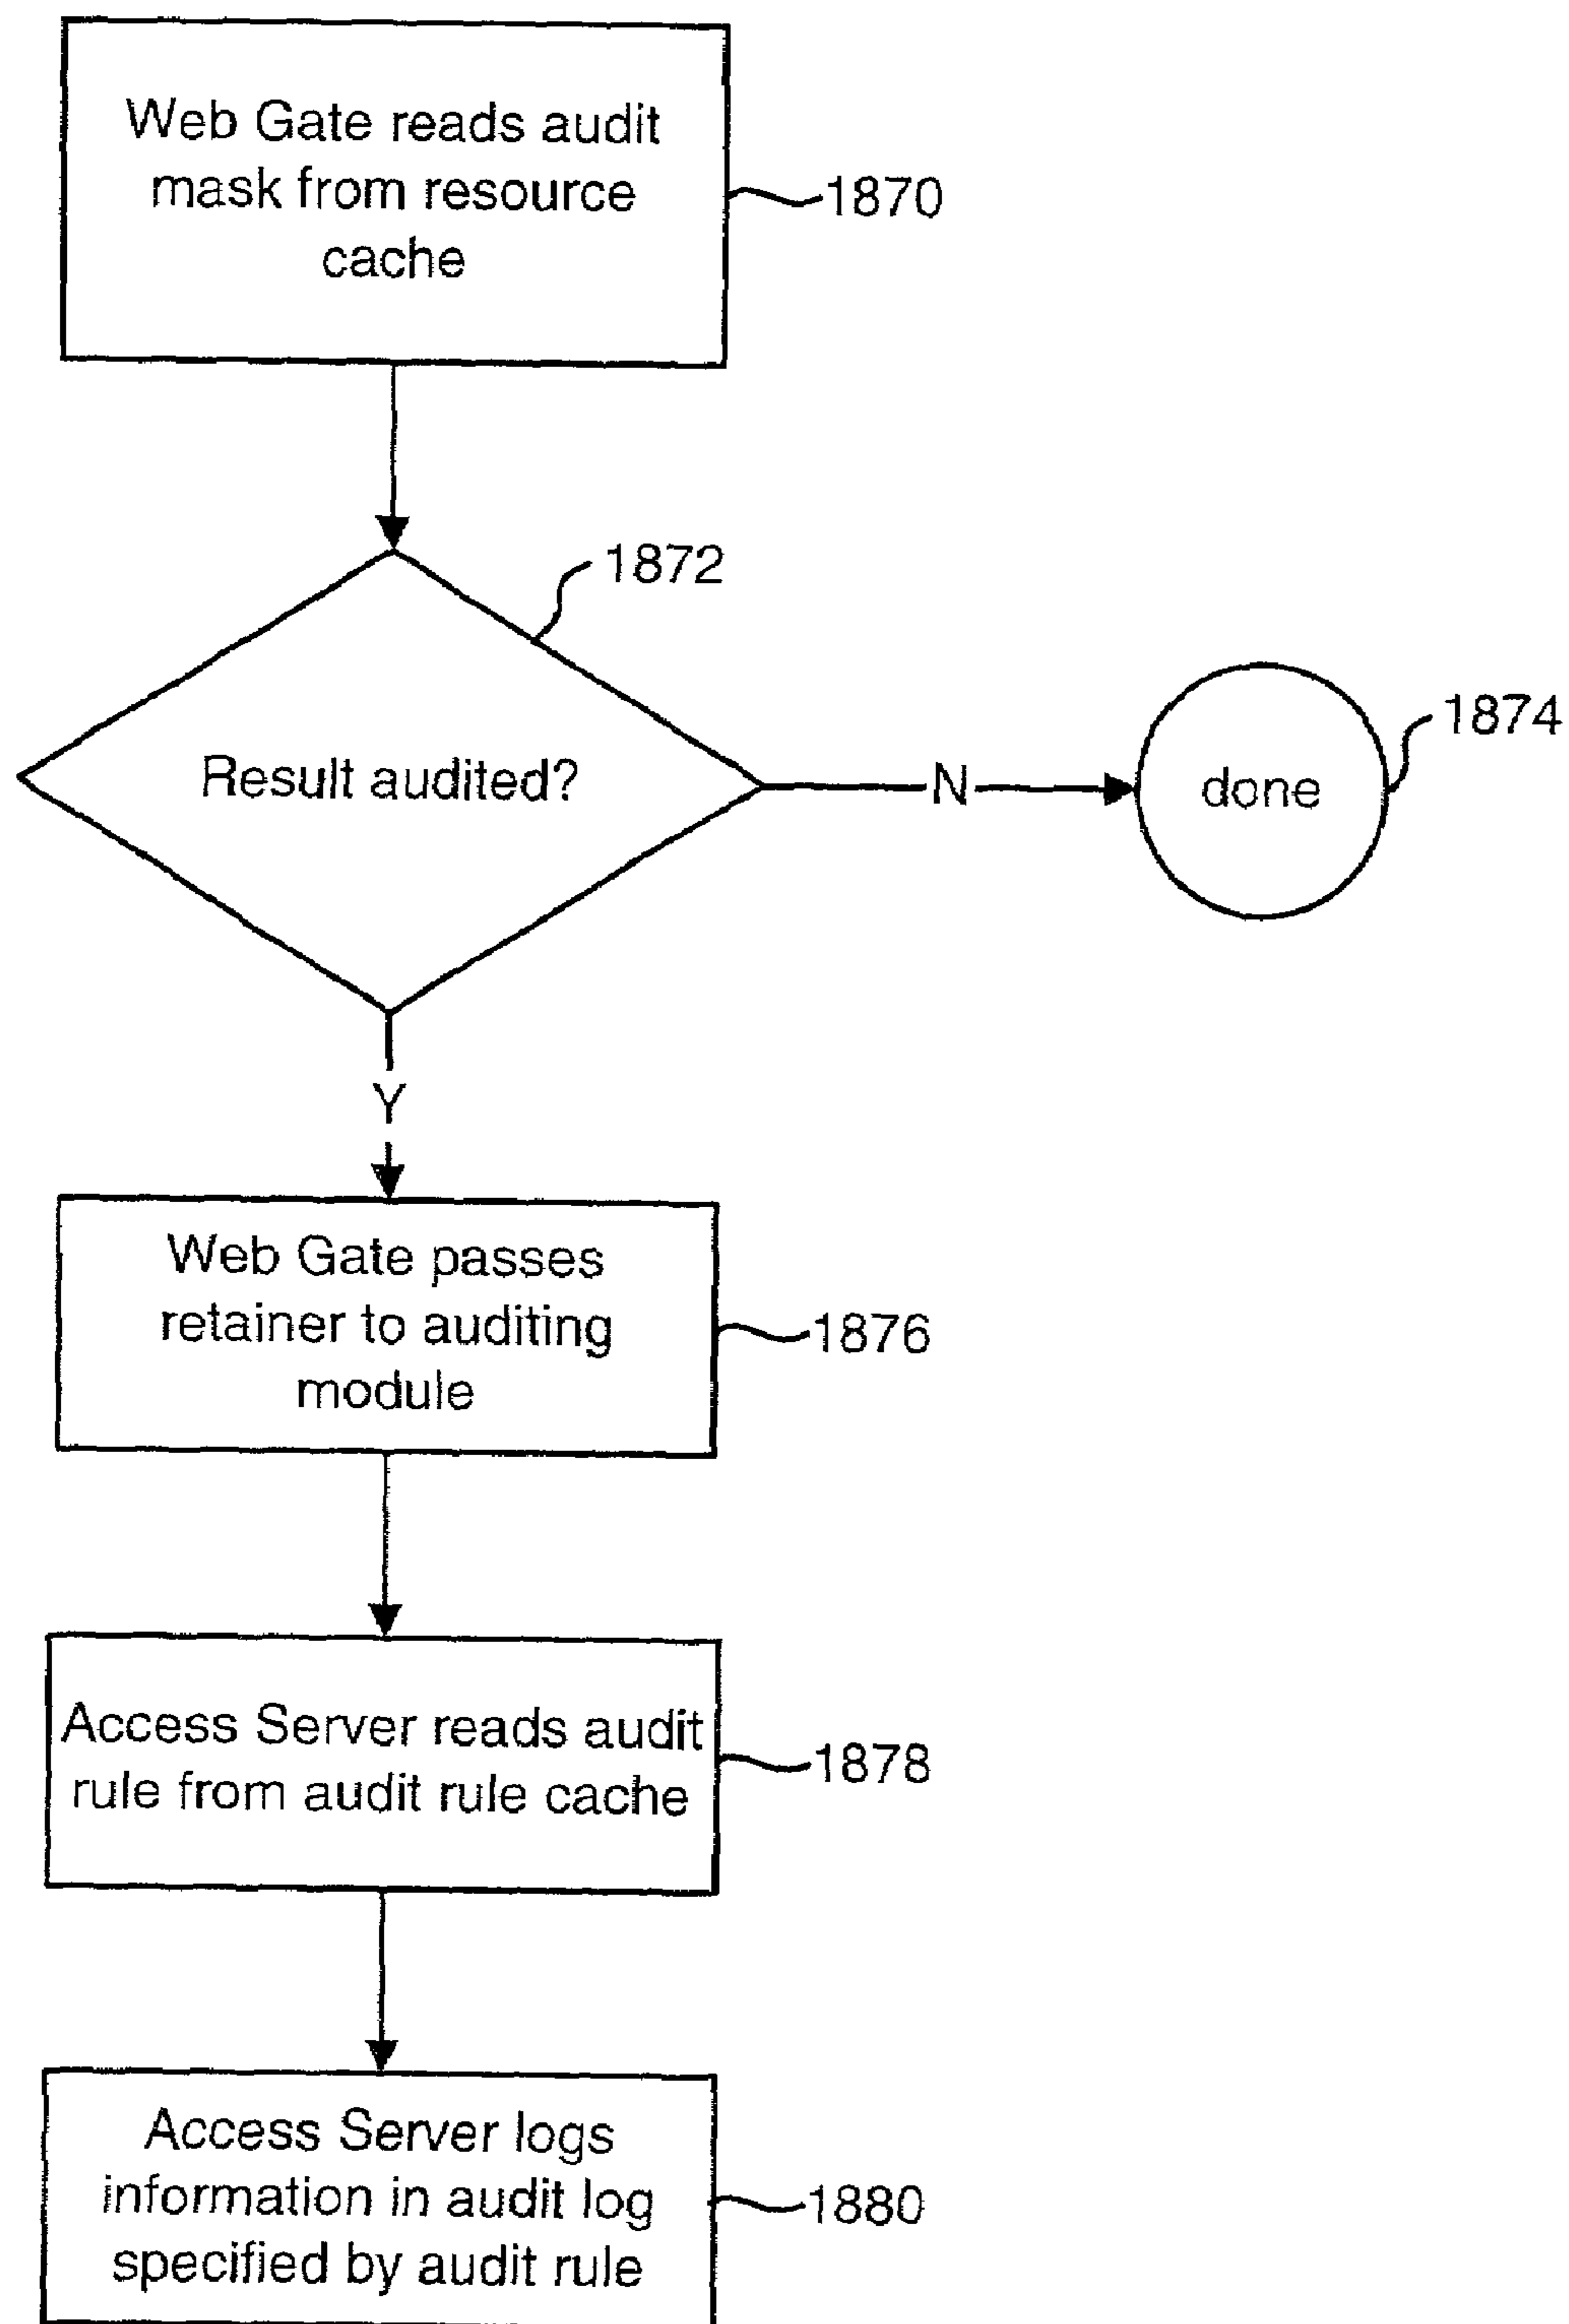 Web Gate reads audit
mask from resource
cache
1870
1872
Result audited?
N
done
1874
Y
Web Gate passes
retainer to auditing
module
1876
Access Server reads audit
rule from audit rule cache
1878
Access Server logs
information in audit log
specified by audit rule
1880